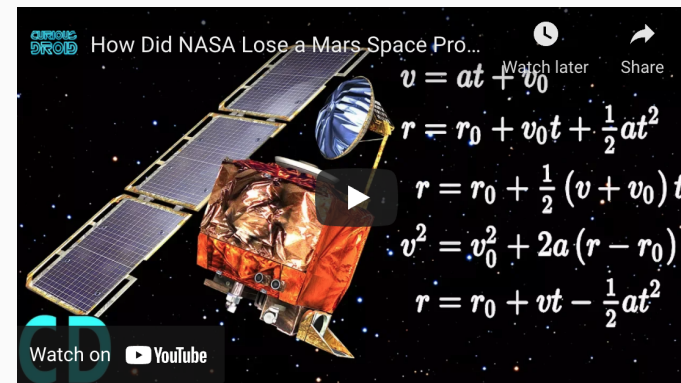 CURIOUS
DROID
How Did NASA Lose a Mars Space Pro...
Watch later
Share
v = at + v₀
r = r₀ + v₀t + ½at²
r = r₀ + ½ (v + v₀) t
v² = v₀² + 2a (r − r₀)
r = r₀ + vt − ½at²
CD
Watch on YouTube